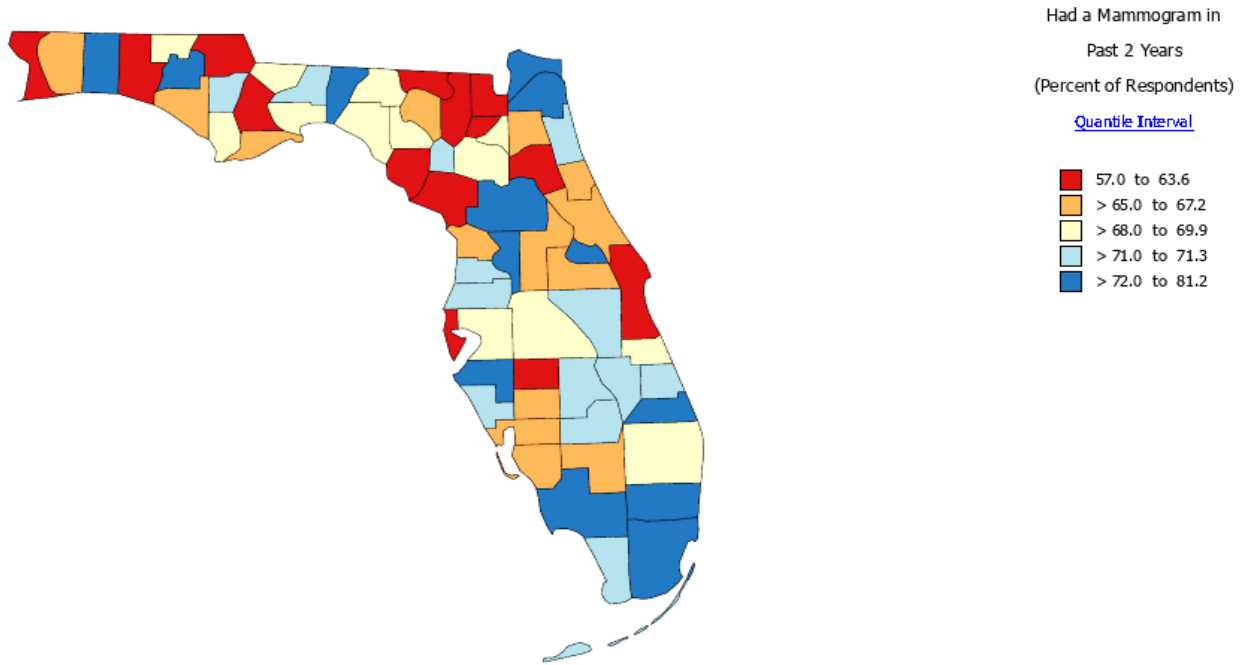 Had a Mammogram in
Past 2 Years
(Percent of Respondents)
Quantile Interval
57.0 to 63.6
> 65.0 to 67.2
> 68.0 to 69.9
> 71.0 to 71.3
> 72.0 to 81.2